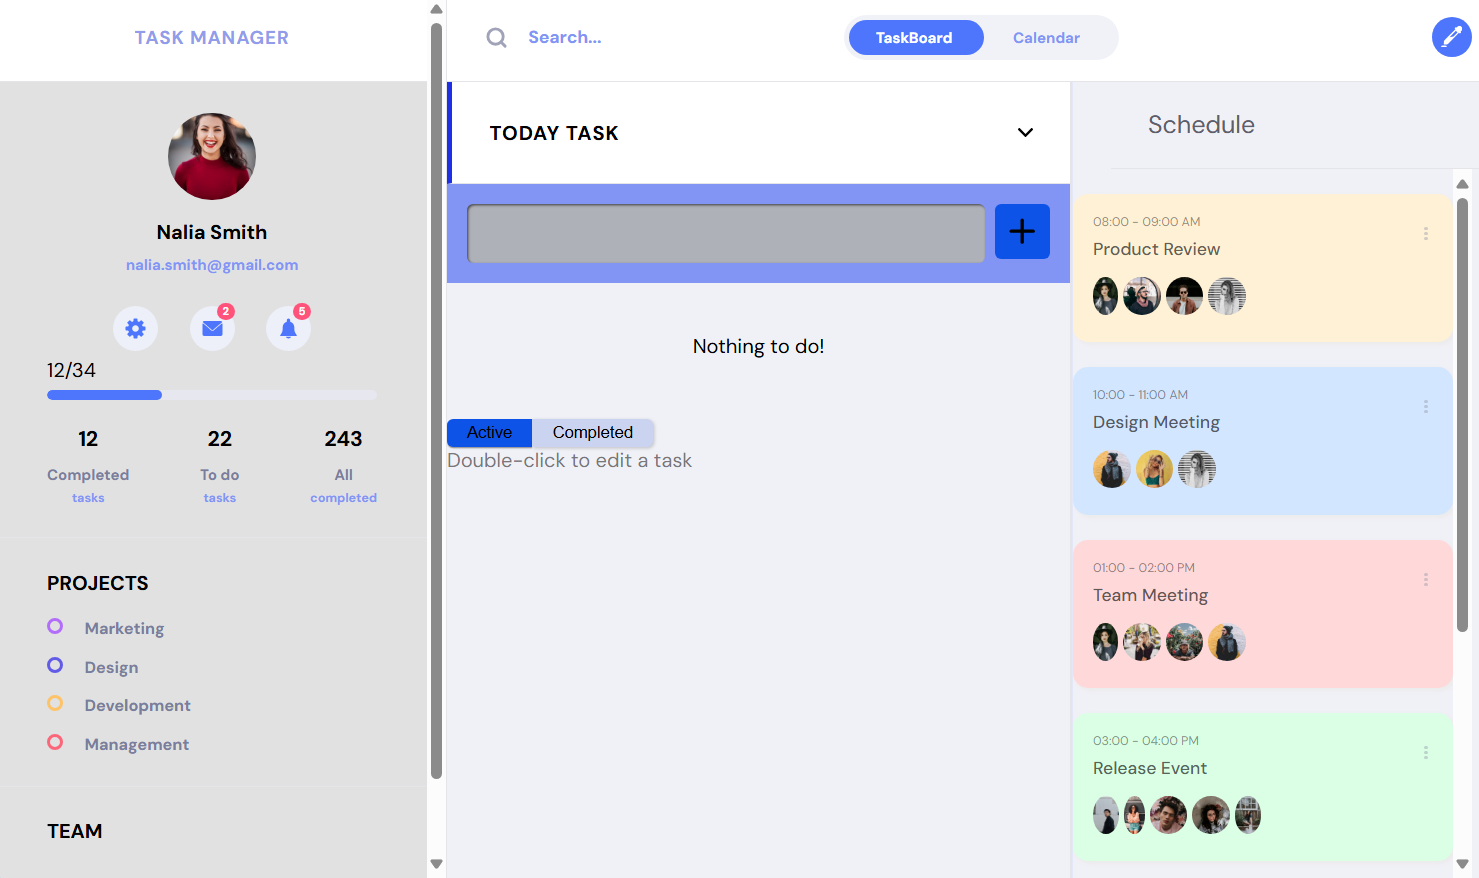 TASK MANAGER
Nalia Smith
nalia.smith@gmail.com
2
5
12/34
12
22
243
Completed
To do
All
tasks
tasks
completed
PROJECTS
Marketing
Design
Development
Management
TEAM
Search...
TaskBoard
Calendar
TODAY TASK
Nothing to do!
Active
Completed
Double-click to edit a task
Schedule
08:00 - 09:00 AM
Product Review
10:00 - 11:00 AM
Design Meeting
01:00 - 02:00 PM
Team Meeting
03:00 - 04:00 PM
Release Event